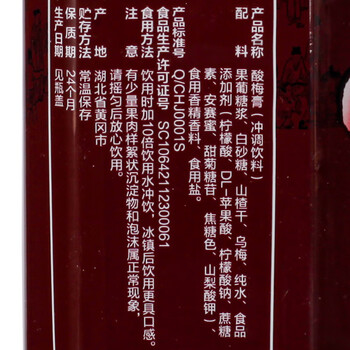 产品名称 酸梅膏（冲调饮料）
配料 果葡糖浆、白砂糖、山楂干、乌梅、纯水、食品
添加剂（柠檬酸、DL-苹果酸、柠檬酸钠、蔗糖
素、安赛蜜、甜菊糖苷、焦糖色、山梨酸钾）、
食用香精香料、食用盐。
产品标准号 Q/CHJ0001S
食品生产许可证号 SC10642112300061
食用方法 饮用时加10倍饮用水冲饮，冰镇后饮用更具口感。
注意 有少量果肉样絮状沉淀物和泡沫属正常现象，
请摇匀后放心饮用。
产地 湖北省黄冈市
贮存方法 常温保存
保质期 24个月
生产日期 见瓶盖